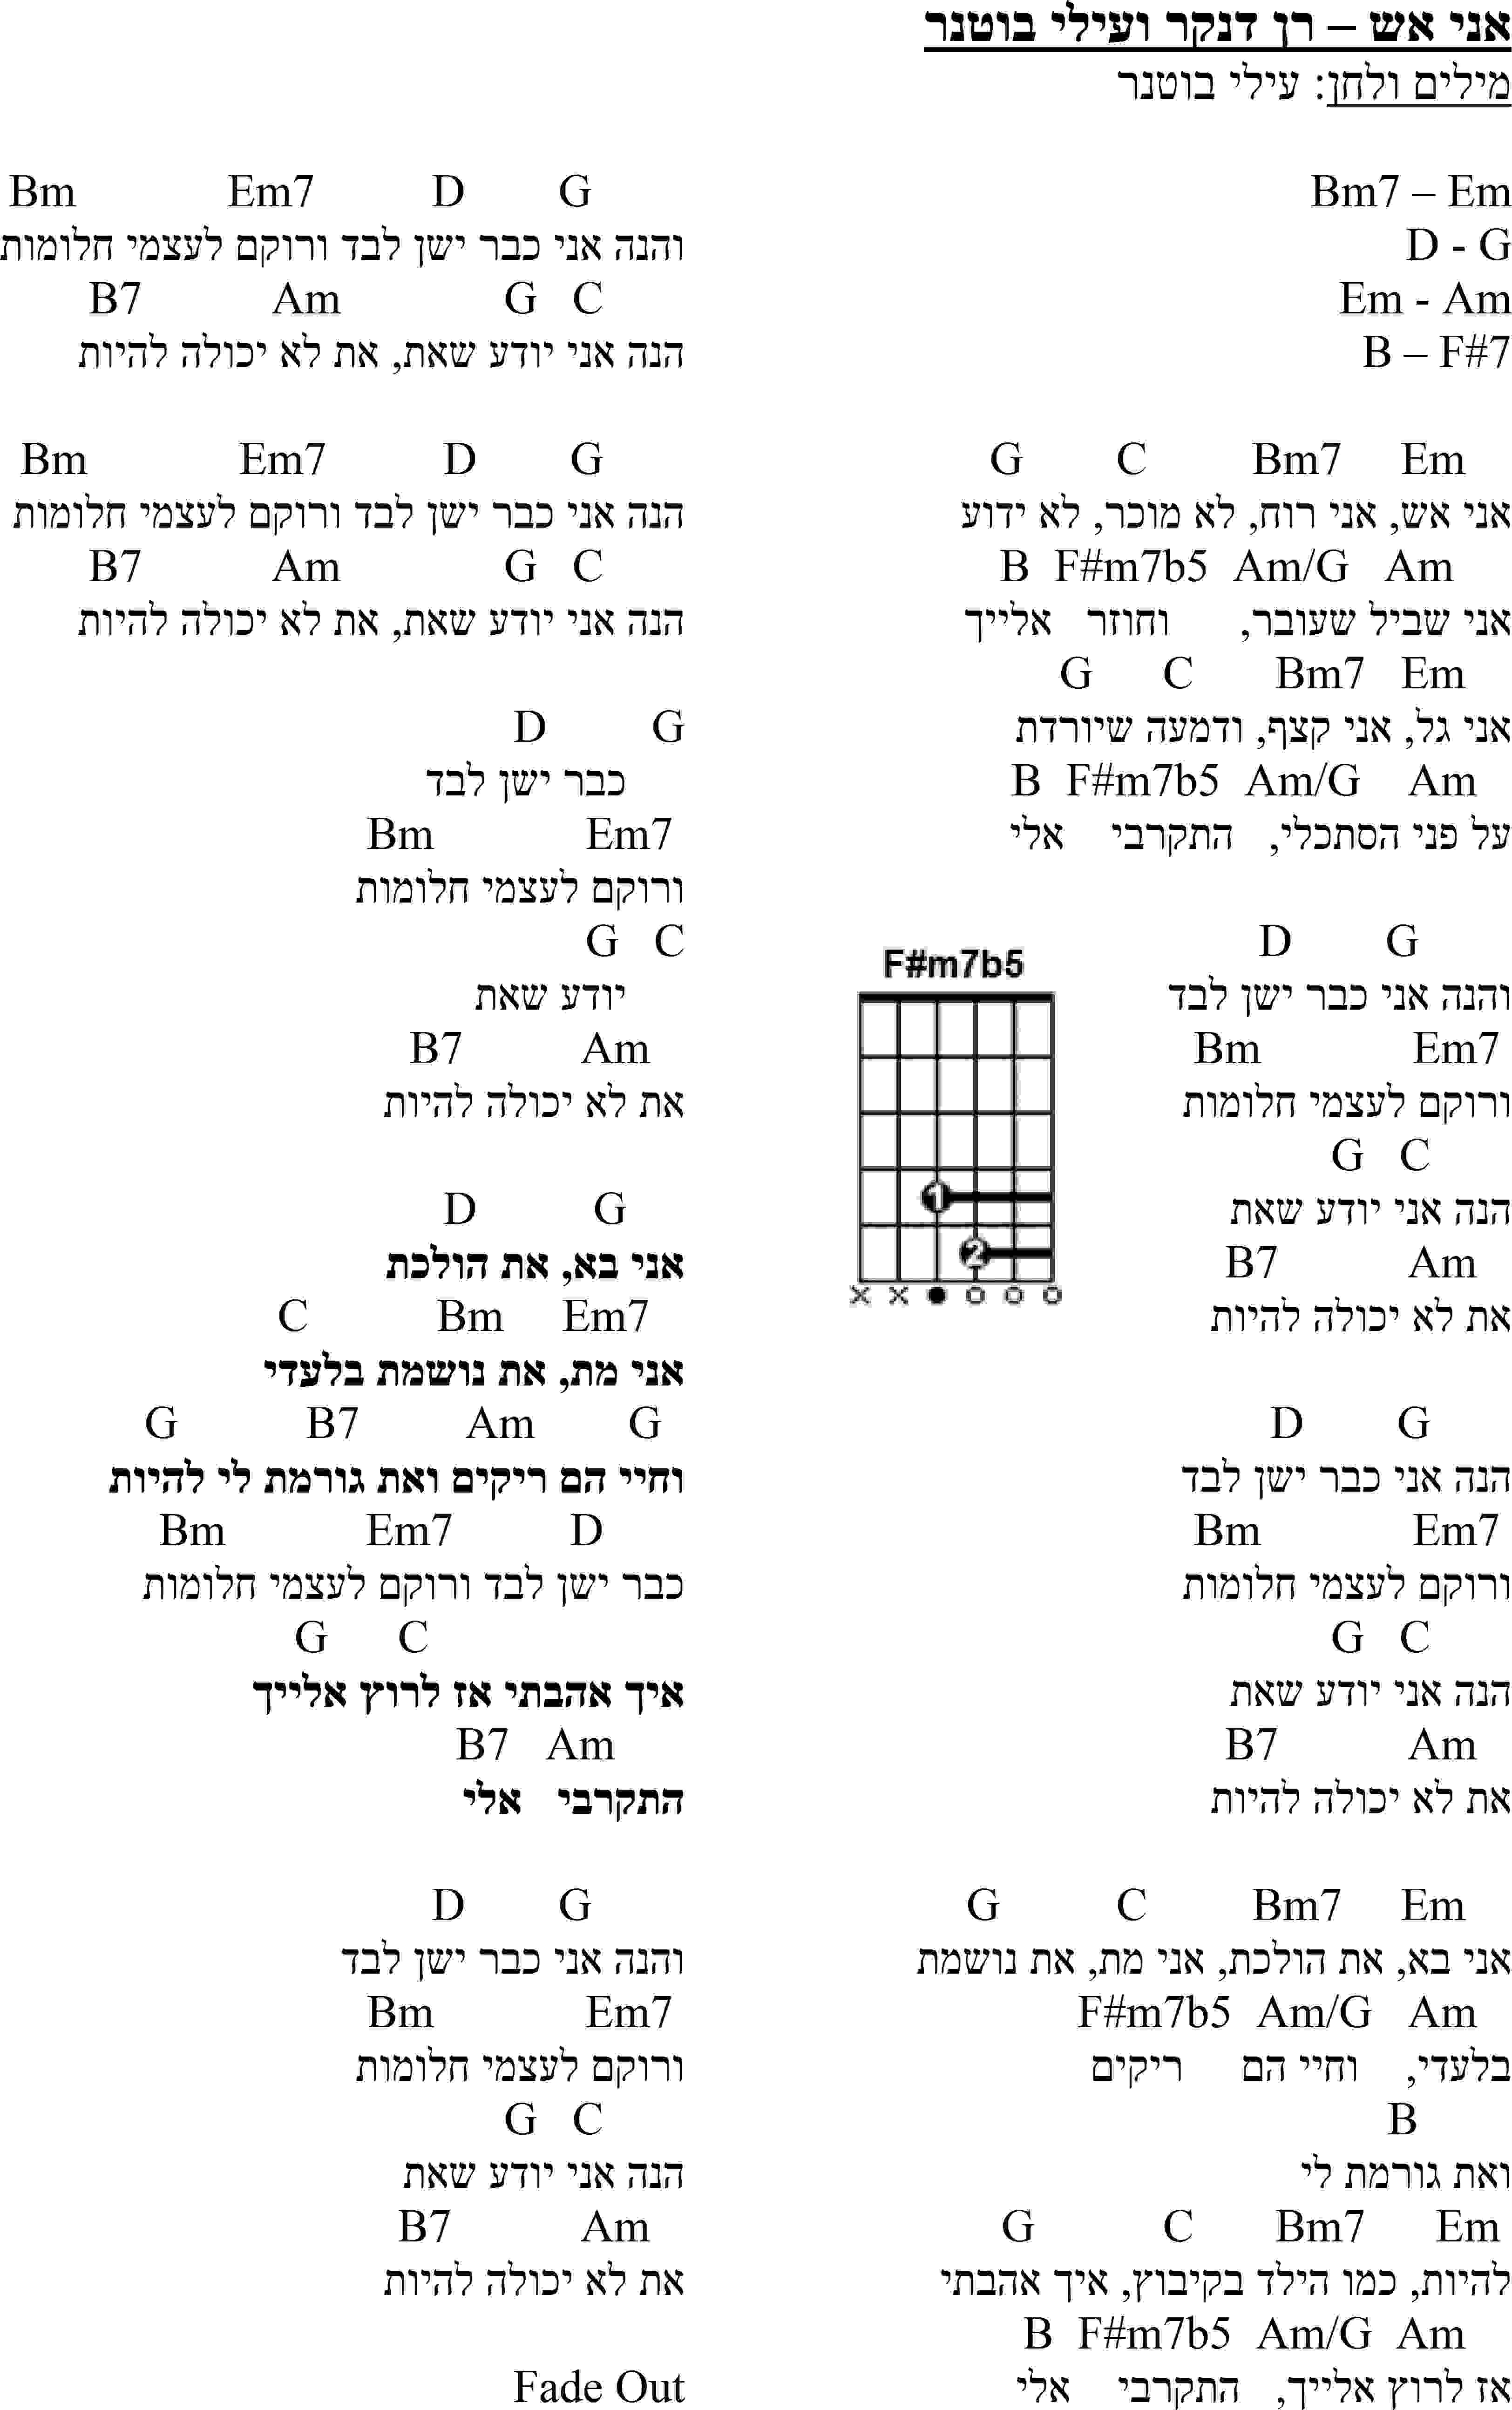 אני אש – רן דנקר ועילי בוטנר
מילים ולחן: עילי בוטנר
Bm7 – Em
D - G
Em - Am
B – F#7
G C Bm7 Em
אני אש, אני רוח, לא מוכר, לא ידוע
B F#m7b5 Am/G Am
אני שביל שעובר, וחוזר אלייך
G C Bm7 Em
אני גל, אני קצף, ודמעה שיורדת
B F#m7b5 Am/G Am
על פני הסתכלי, התקרבי אלי
D G
והנה אני כבר ישן לבד
Bm Em7
ורוקם לעצמי חלומות
G C
הנה אני יודע שאת
B7 Am
את לא יכולה להיות
F#m7b5
1
2
x x ● o o o
D G
הנה אני כבר ישן לבד
Bm Em7
ורוקם לעצמי חלומות
G C
הנה אני יודע שאת
B7 Am
את לא יכולה להיות
G C Bm7 Em
אני בא, את הולכת, אני מת, את נושמת
F#m7b5 Am/G Am
בלעדי, וחיי הם ריקים
B
ואת גורמת לי
G C Bm7 Em
להיות, כמו הילד בקיבוץ, איך אהבתי
B F#m7b5 Am/G Am
אז לרוץ אלייך, התקרבי אלי
Bm Em7 D G
והנה אני כבר ישן לבד ורוקם לעצמי חלומות
B7 Am G C
הנה אני יודע שאת, את לא יכולה להיות
Bm Em7 D G
הנה אני כבר ישן לבד ורוקם לעצמי חלומות
B7 Am G C
הנה אני יודע שאת, את לא יכולה להיות
D G
כבר ישן לבד
Bm Em7
ורוקם לעצמי חלומות
G C
יודע שאת
B7 Am
את לא יכולה להיות
D G
אני בא, את הולכת
C Bm Em7
אני מת, את נושמת בלעדי
G B7 Am G
וחיי הם ריקים ואת גורמת לי להיות
Bm Em7 D
כבר ישן לבד ורוקם לעצמי חלומות
G C
איך אהבתי אז לרוץ אלייך
B7 Am
התקרבי אלי
D G
והנה אני כבר ישן לבד
Bm Em7
ורוקם לעצמי חלומות
G C
הנה אני יודע שאת
B7 Am
את לא יכולה להיות
Fade Out